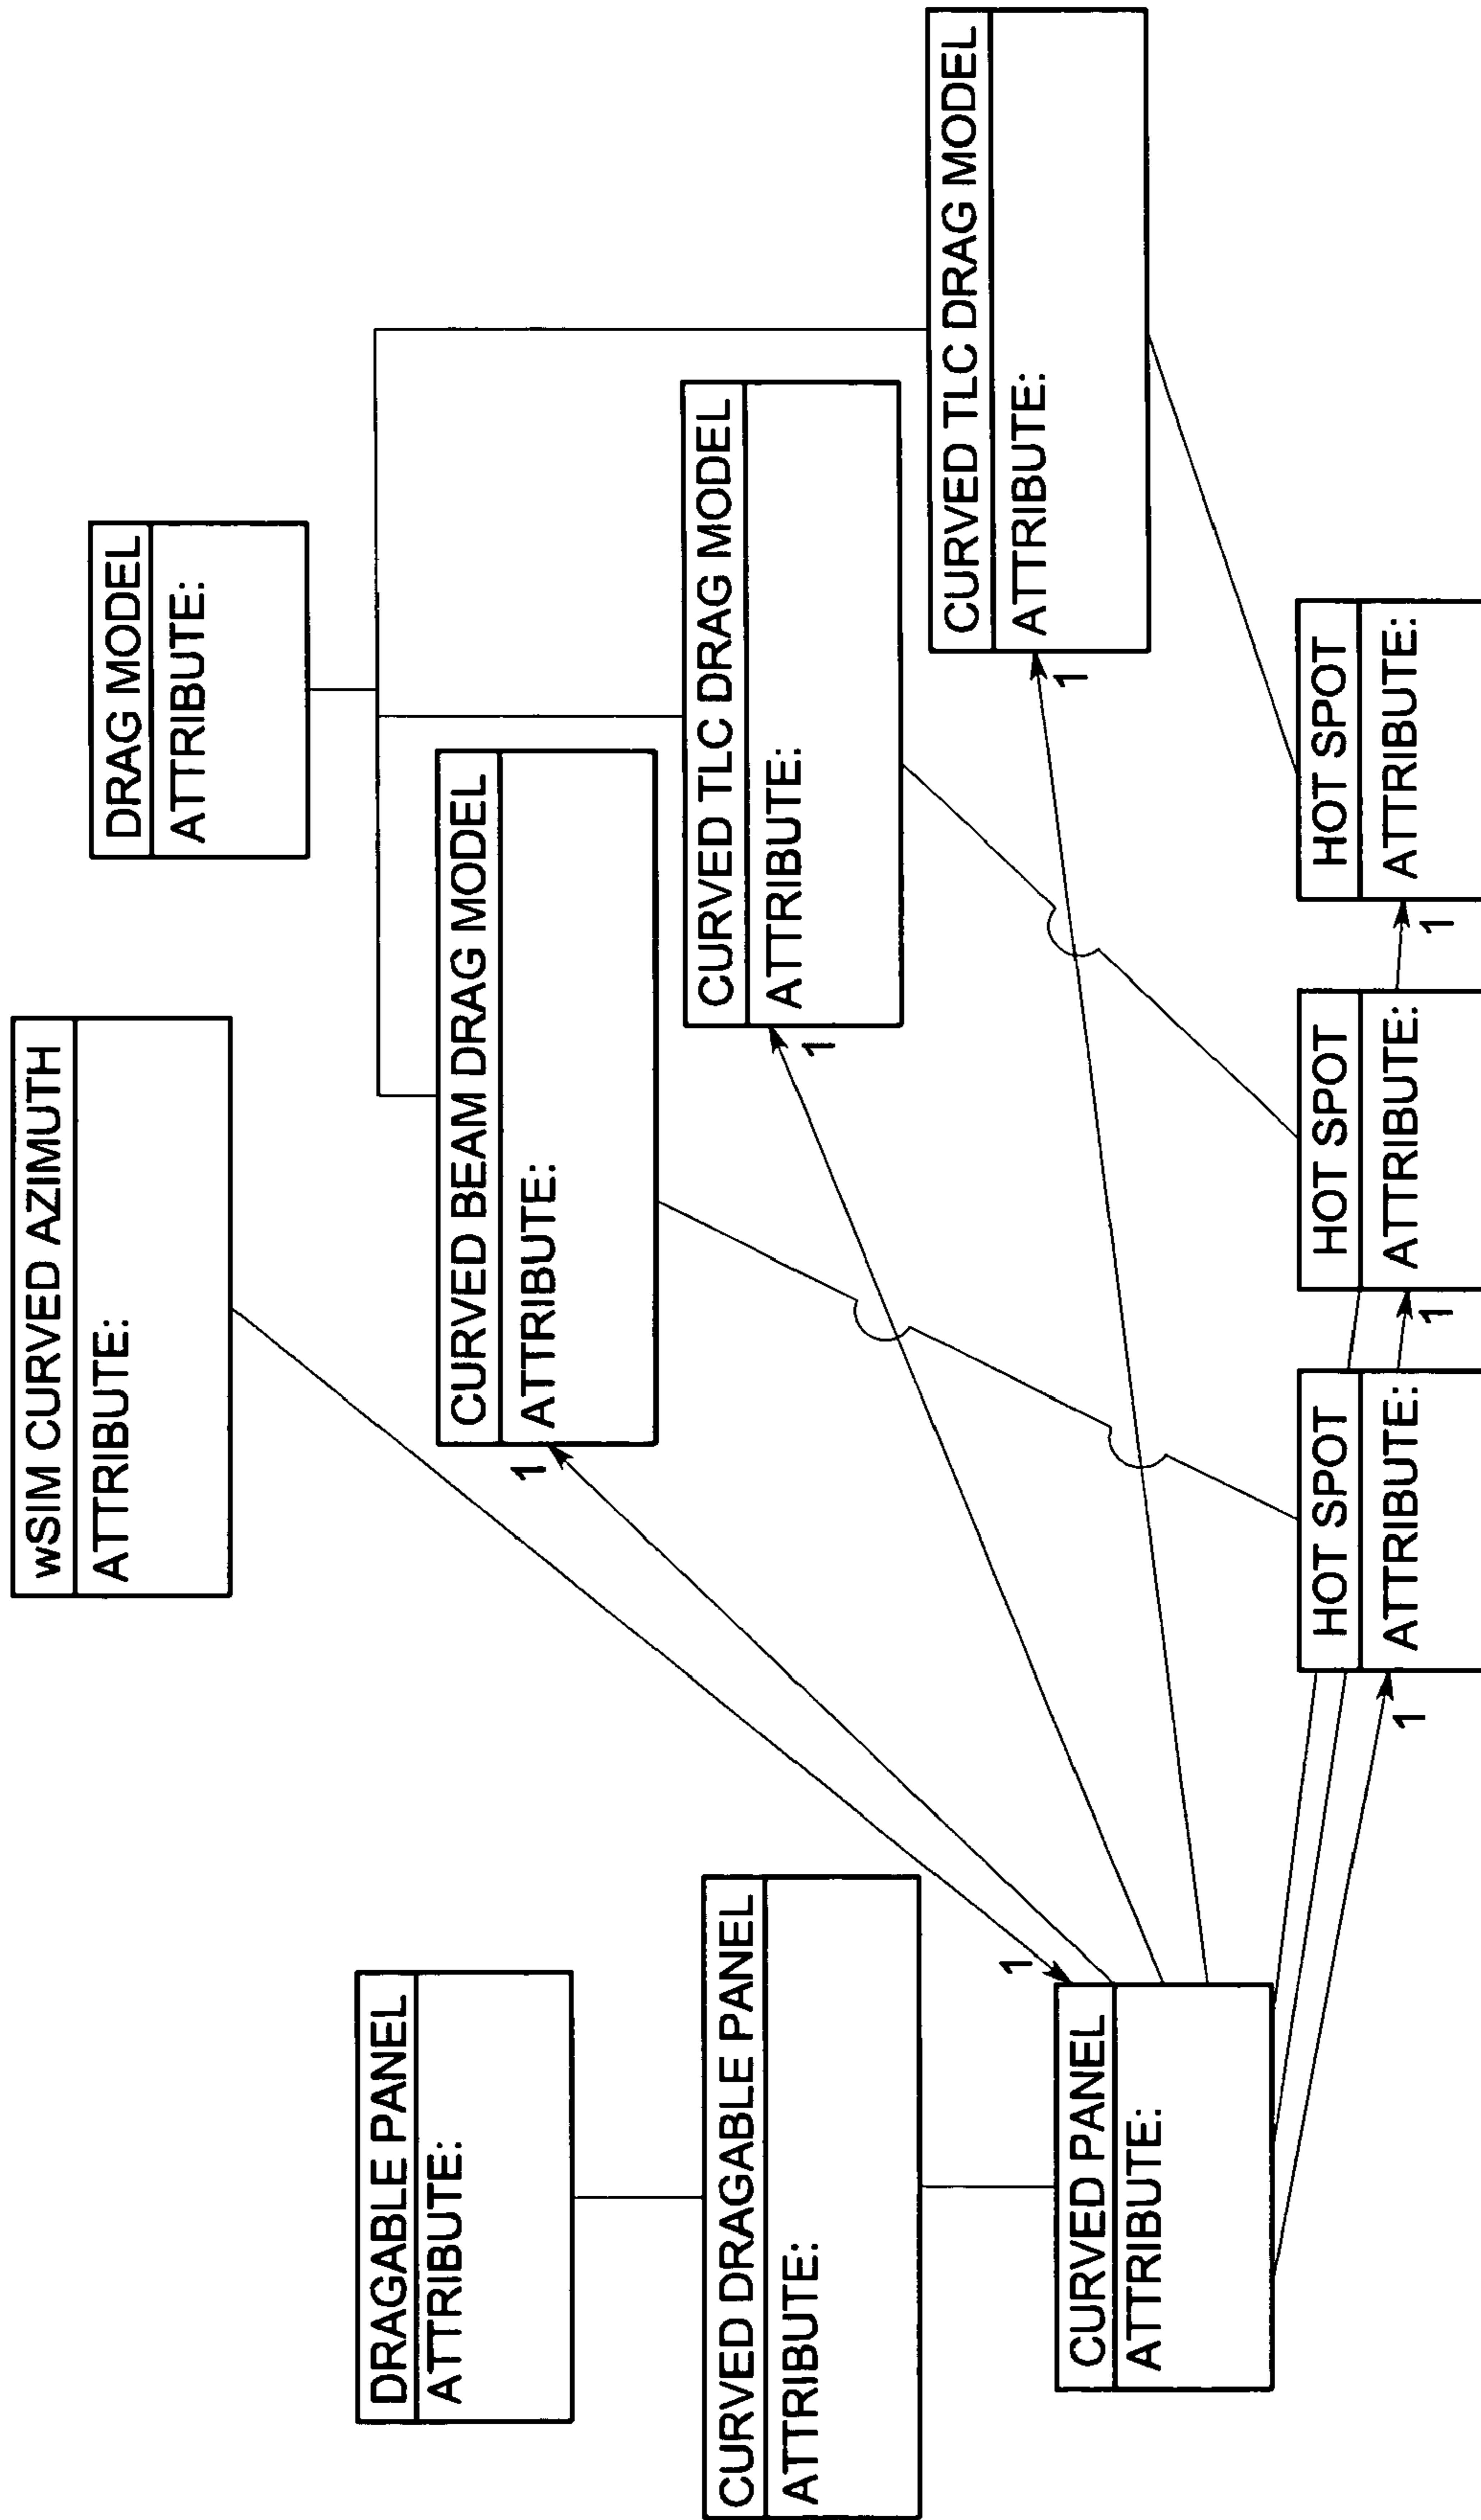 wSIM CURVED AZIMUTH
ATTRIBUTE:
DRAG MODEL
ATTRIBUTE:
DRAGABLE PANEL
ATTRIBUTE:
CURVED BEAM DRAG MODEL
ATTRIBUTE:
1
CURVED DRAGABLE PANEL
ATTRIBUTE:
CURVED TLC DRAG MODEL
ATTRIBUTE:
1
CURVED TLC DRAG MODEL
ATTRIBUTE:
1
CURVED PANEL
ATTRIBUTE:
1
HOT SPOT
ATTRIBUTE:
1
HOT SPOT
ATTRIBUTE:
1
HOT SPOT
ATTRIBUTE:
1